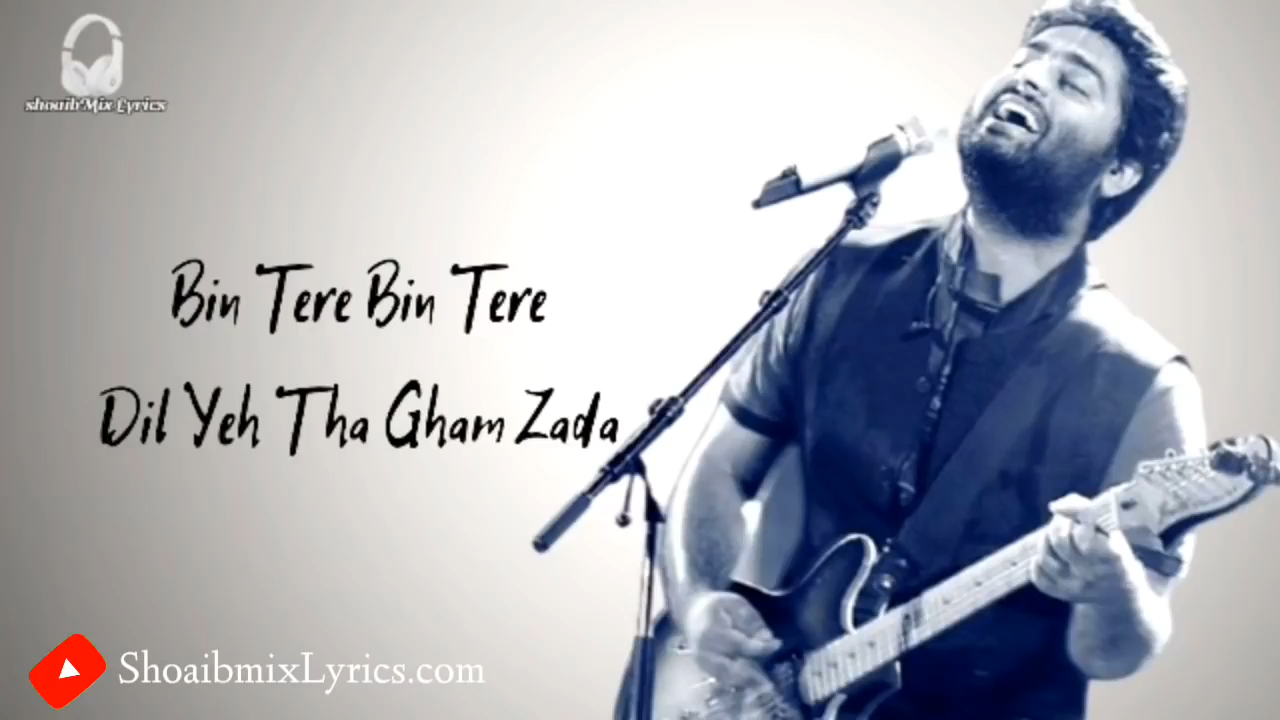 shoaib Mix Lyrics
Bin Tere Bin Tere
Dil Yeh Tha Gham Zada
ShoaibmixLyrics.com